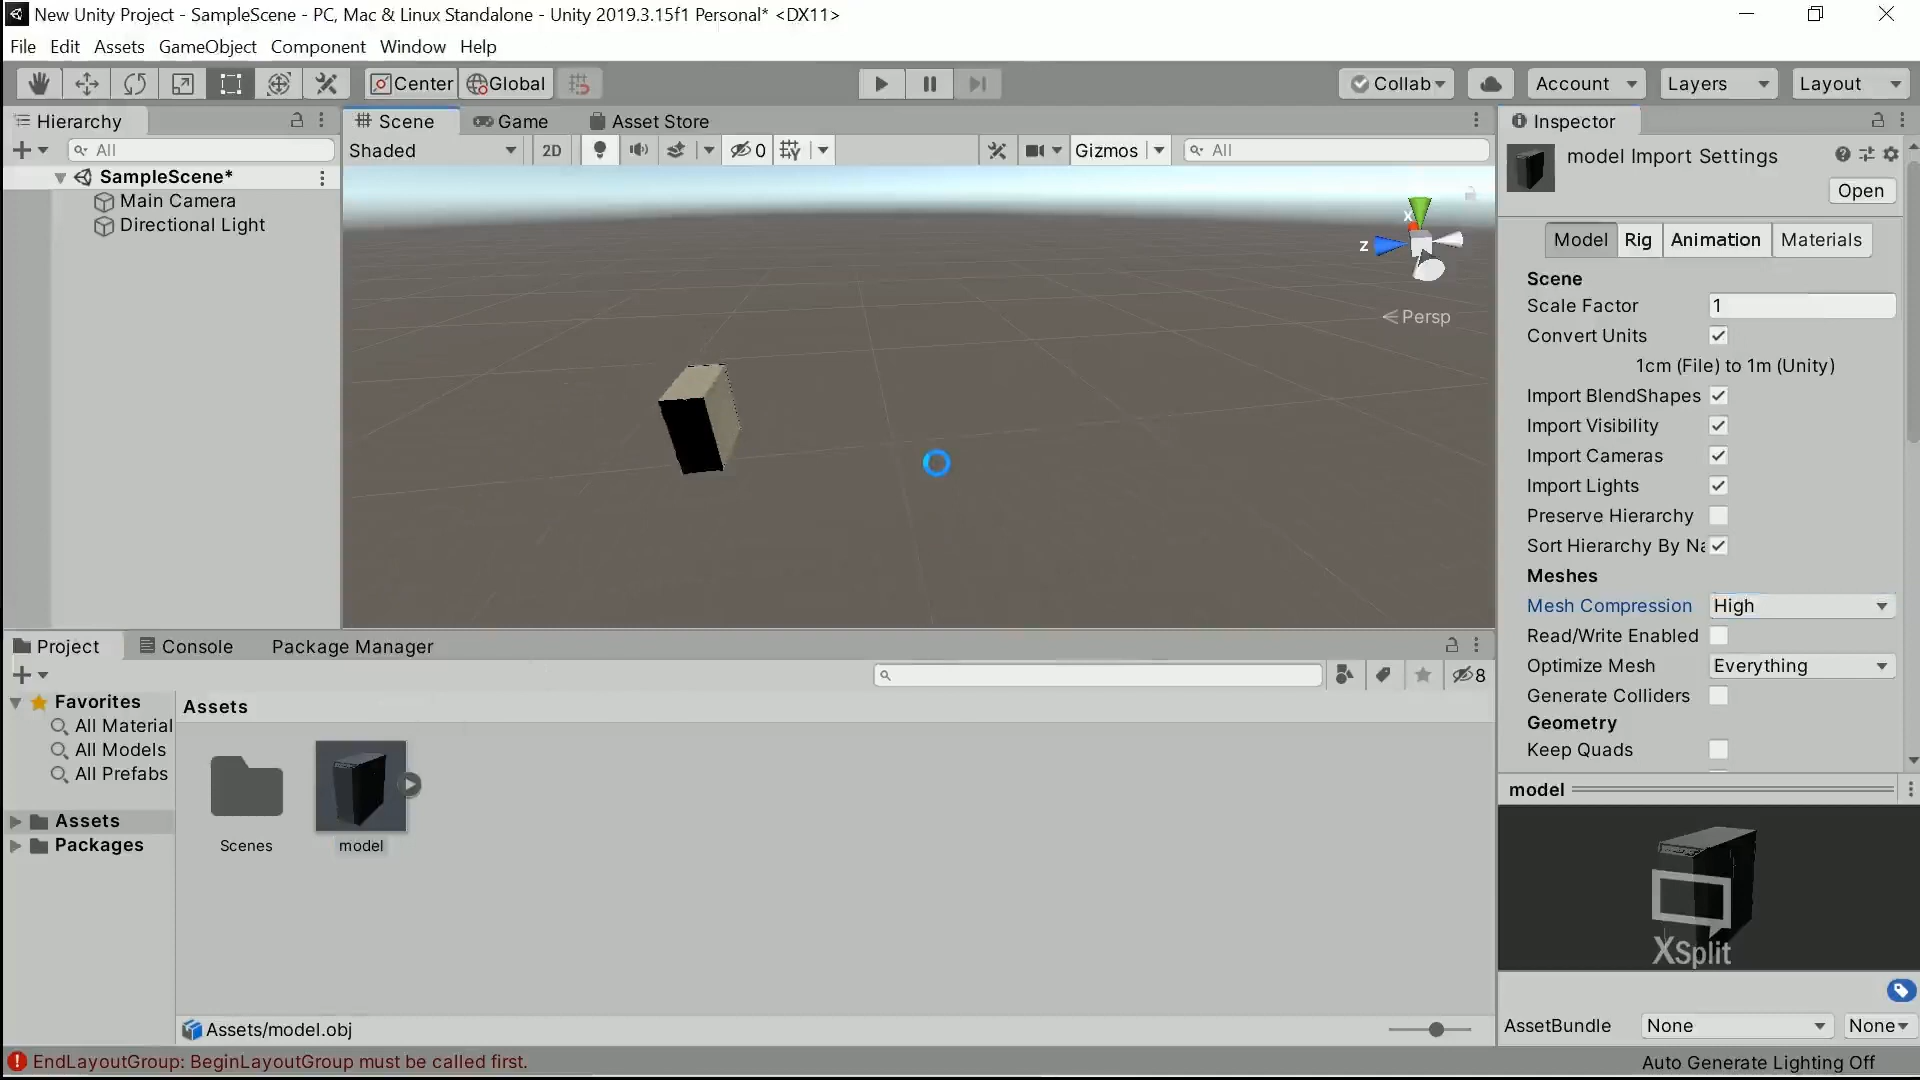 New Unity Project - SampleScene - PC, Mac & Linux Standalone - Unity 2019.3.15f1 Personal* <DX11>
File Edit Assets GameObject Component Window Help
Center Global Collab Account Layers Layout
Hierarchy
All
SampleScene*
Main Camera
Directional Light
Scene Game Asset Store
Shaded 2D 0 Gizmos All
x
z
Persp
Inspector
model Import Settings
Open
Model Rig Animation Materials
Scene
Scale Factor 1
Convert Units
1cm (File) to 1m (Unity)
Import BlendShapes
Import Visibility
Import Cameras
Import Lights
Preserve Hierarchy
Sort Hierarchy By Na
Meshes
Mesh Compression High
Read/Write Enabled
Optimize Mesh Everything
Generate Colliders
Geometry
Keep Quads
model
XSplit
AssetBundle None None
Project Console Package Manager
8
Favorites
All Material
All Models
All Prefabs
Assets
Packages
Assets
Scenes
model
Assets/model.obj
EndLayoutGroup: BeginLayoutGroup must be called first.
Auto Generate Lighting Off